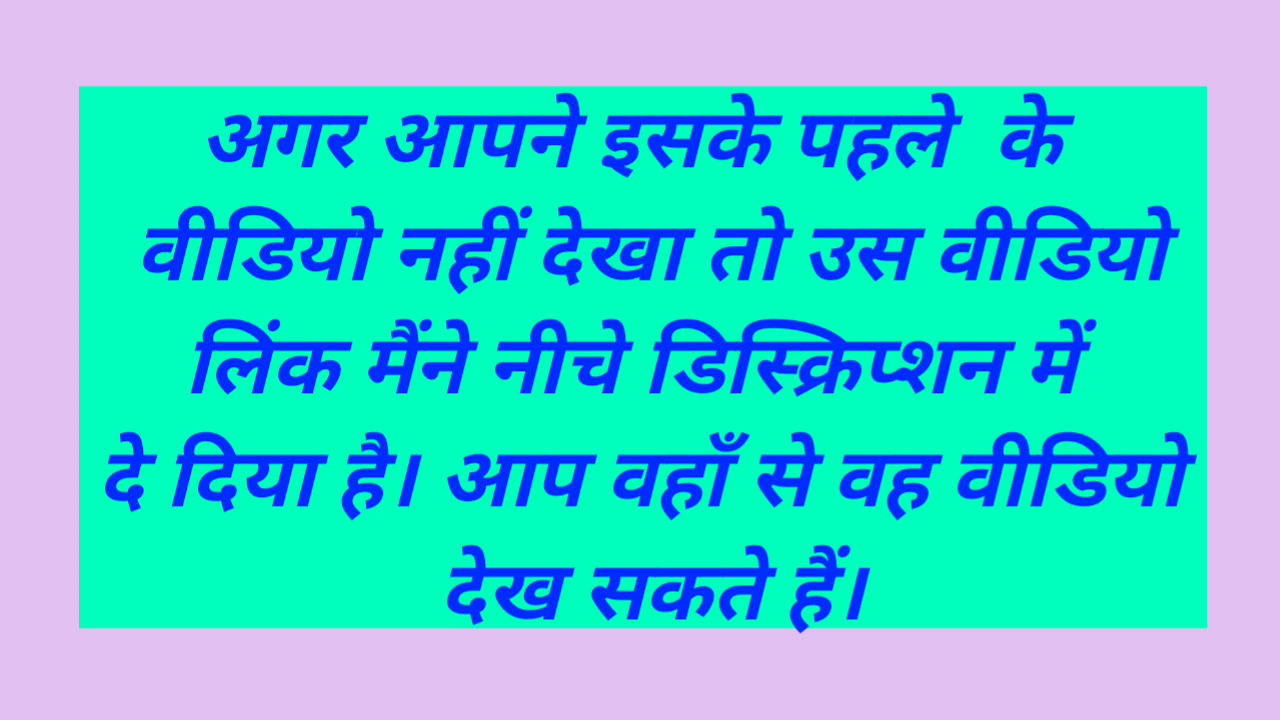 अगर आपने इसके पहले के
वीडियो नहीं देखा तो उस वीडियो
लिंक मैंने नीचे डिस्क्रिप्शन में
दे दिया है। आप वहाँ से वह वीडियो
देख सकते हैं।